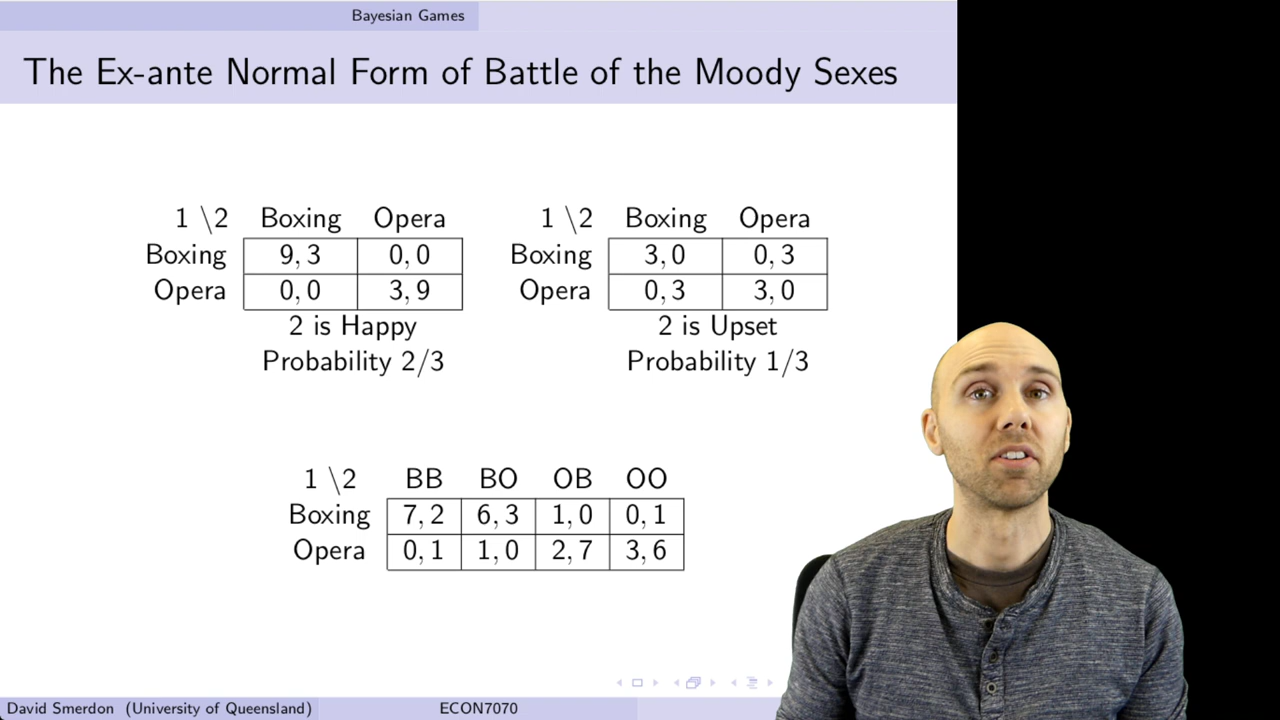 Bayesian Games
The Ex-ante Normal Form of Battle of the Moody Sexes
1 \2 Boxing Opera
Boxing 9, 3 0, 0
Opera 0, 0 3, 9
2 is Happy
Probability 2/3
1 \2 Boxing Opera
Boxing 3, 0 0, 3
Opera 0, 3 3, 0
2 is Upset
Probability 1/3
1 \2 BB BO OB OO
Boxing 7, 2 6, 3 1, 0 0, 1
Opera 0, 1 1, 0 2, 7 3, 6
David Smerdon (University of Queensland) ECON7070